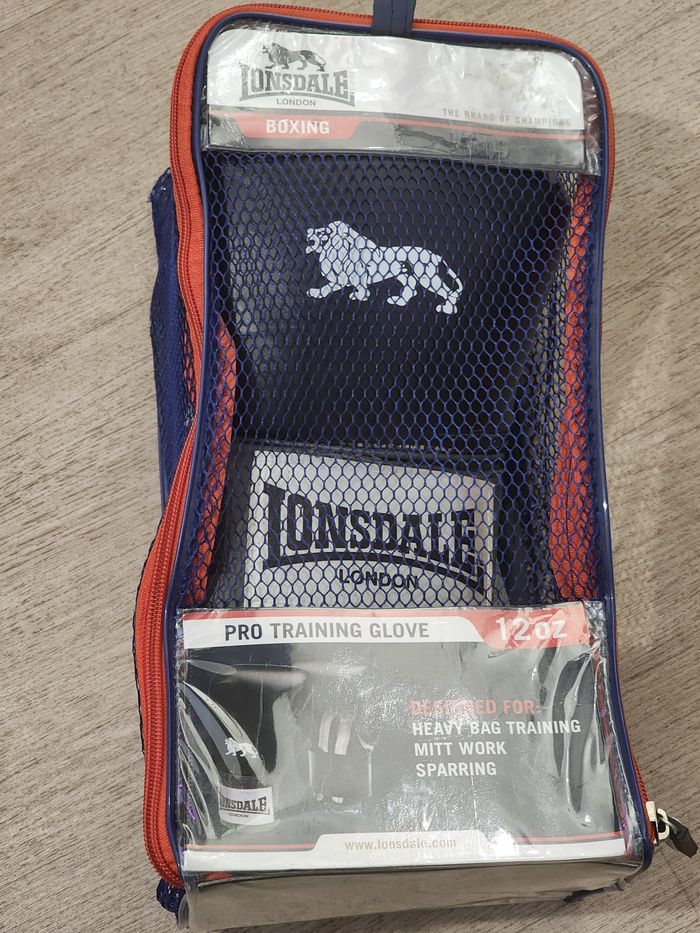 LONSDALE
LONDON
THE BRAND OF CHAMPIONS
BOXING
LONSDALE
LONDON
PRO TRAINING GLOVE 12oz
DESIGNED FOR:
HEAVY BAG TRAINING
MITT WORK
SPARRING
LONSDALE
LONDON
www.lonsdale.com